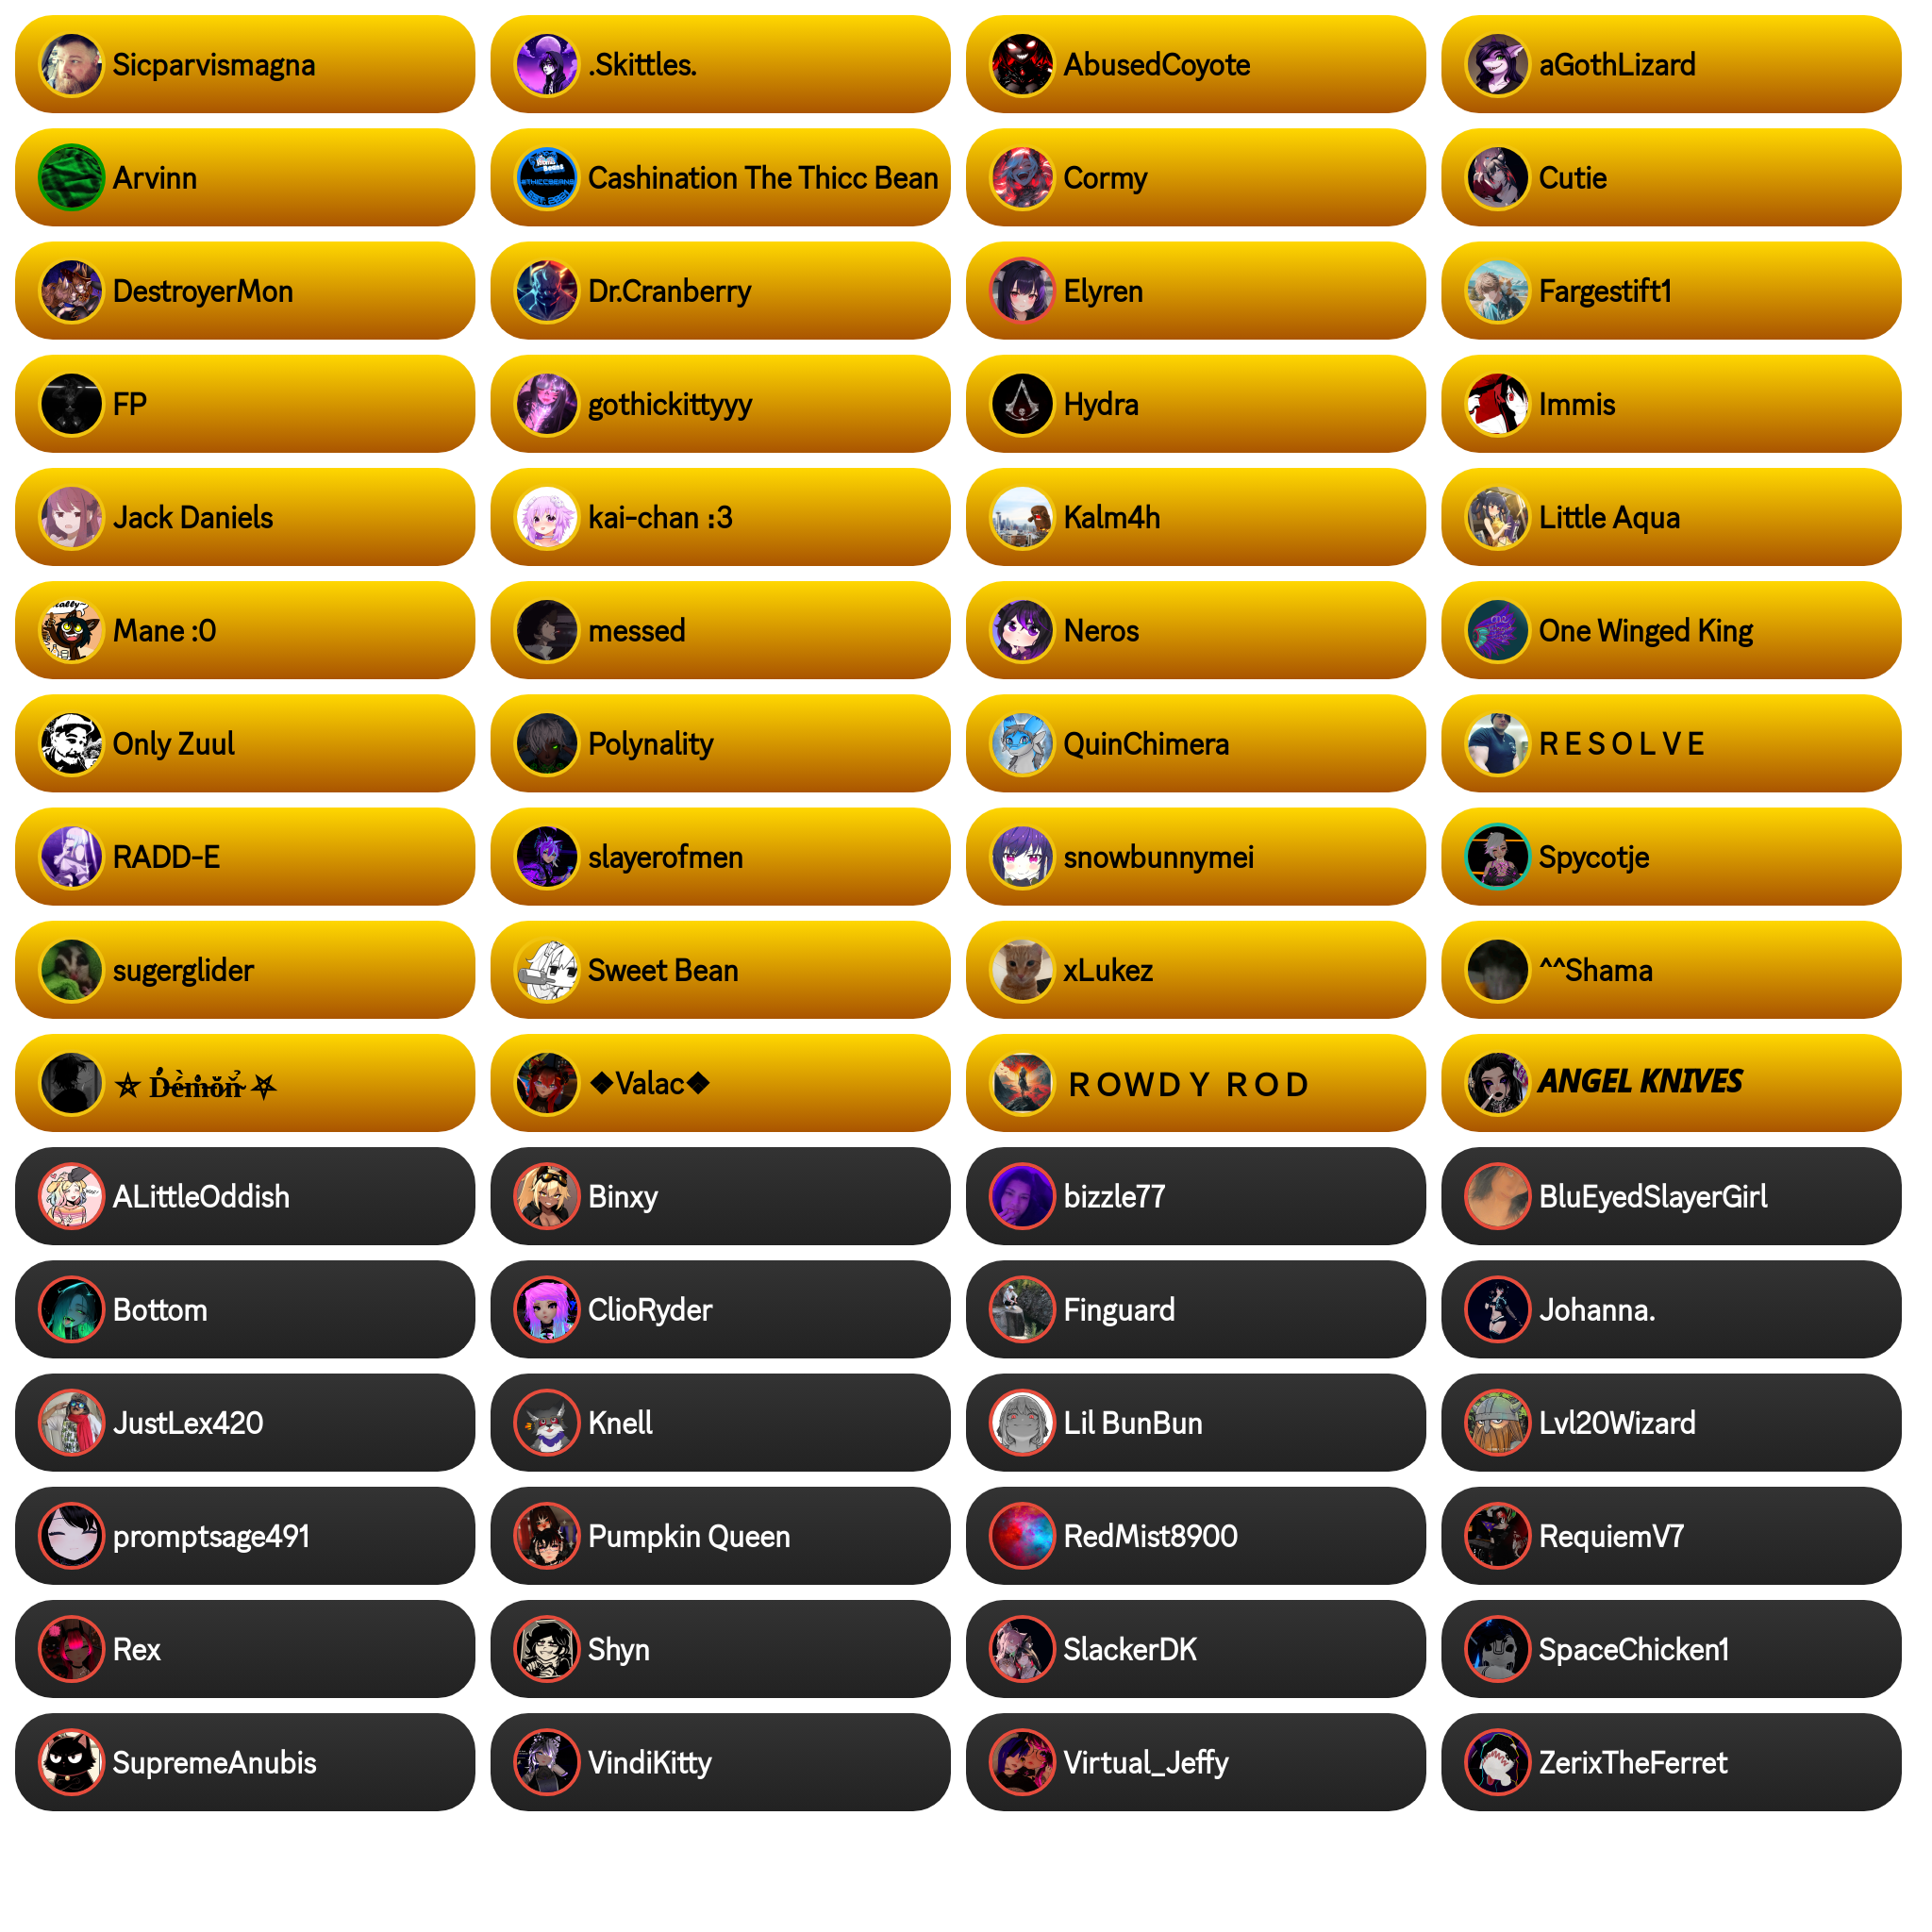 Sicparvismagna
.Skittles.
AbusedCoyote
aGothLizard
Arvinn
Cashination The Thicc Bean
Cormy
Cutie
DestroyerMon
Dr.Cranberry
Elyren
Fargestift1
FP
gothickittyyy
Hydra
Immis
Jack Daniels
kai-chan :3
Kalm4h
Little Aqua
Mane :0
messed
Neros
One Winged King
Only Zuul
Polynality
QuinChimera
R E S O L V E
RADD-E
slayerofmen
snowbunnymei
Spycotje
sugerglider
Sweet Bean
xLukez
^^Shama
❖Valac❖
ＲＯＷＤＹ ＲＯＤ
ANGEL KNIVES
ALittleOddish
Binxy
bizzle77
BluEyedSlayerGirl
Bottom
ClioRyder
Finguard
Johanna.
JustLex420
Knell
Lil BunBun
Lvl20Wizard
promptsage491
Pumpkin Queen
RedMist8900
RequiemV7
Rex
Shyn
SlackerDK
SpaceChicken1
SupremeAnubis
VindiKitty
Virtual_Jeffy
ZerixTheFerret